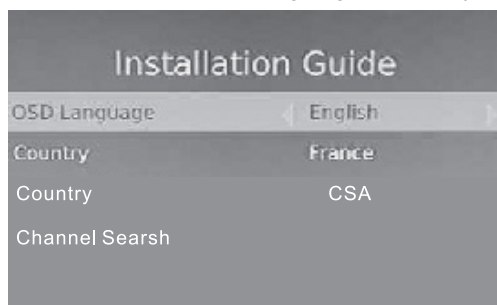 Installation Guide
OSD Language English
Country France
Country CSA
Channel Searsh